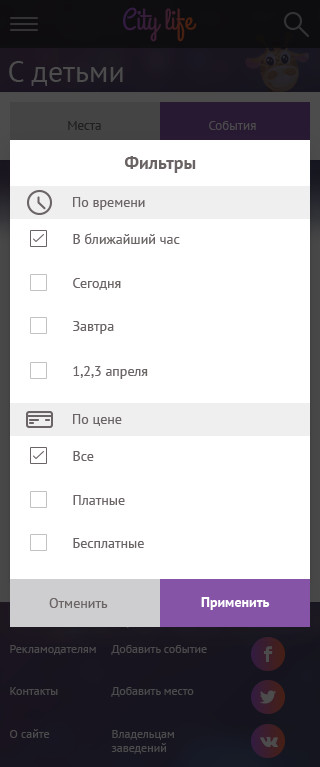 City life
С детьми
Места
События
Фильтры
По времени
В ближайший час
Сегодня
Завтра
1,2,3 апреля
По цене
Все
Платные
Бесплатные
Отменить
Применить
Рекламодателям
Добавить событие
Контакты
Добавить место
О сайте
Владельцам
заведений